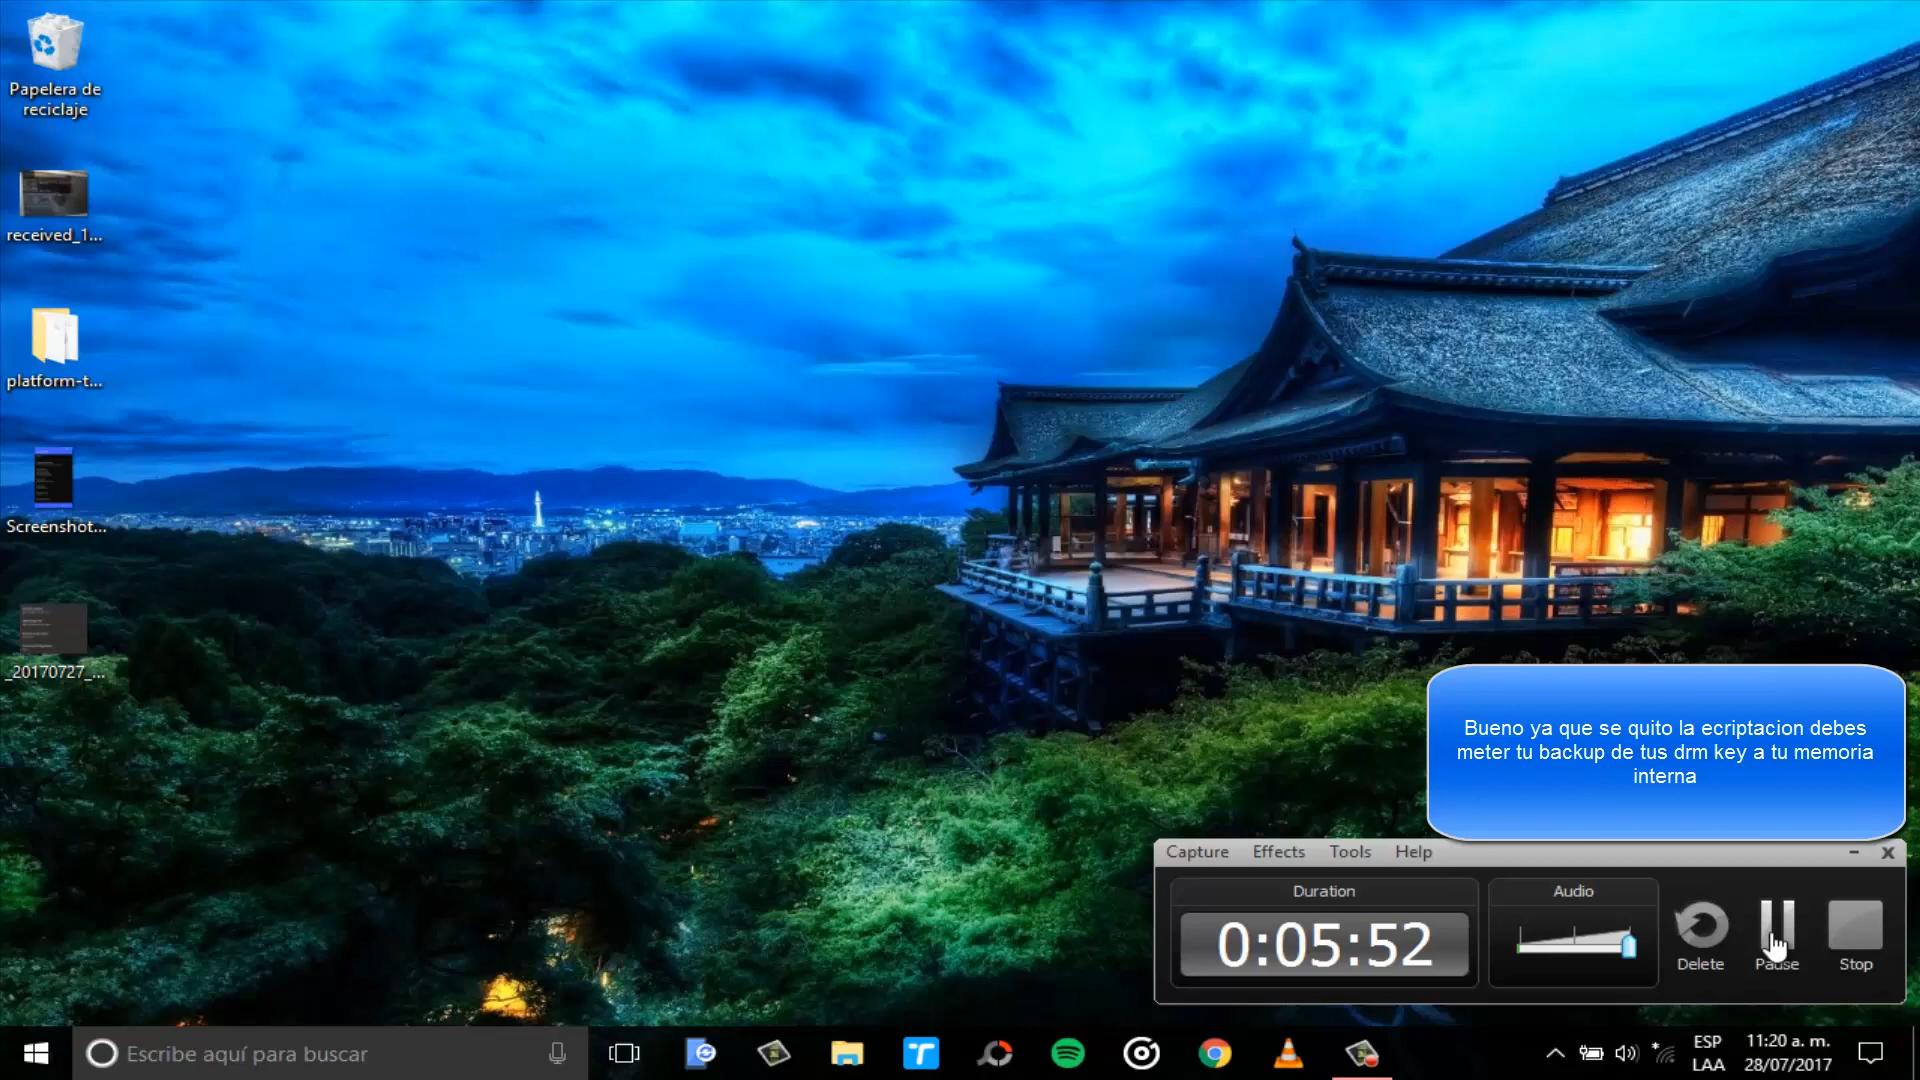 Papelera de
reciclaje
received_1...
platform-t...
Screenshot...
_20170727_...
Bueno ya que se quito la ecriptacion debes
meter tu backup de tus drm key a tu memoria
interna
Capture Effects Tools Help
Duration
Audio
0:05:52
Delete Pause Stop
Escribe aquí para buscar
ESP
LAA
11:20 a. m.
28/07/2017